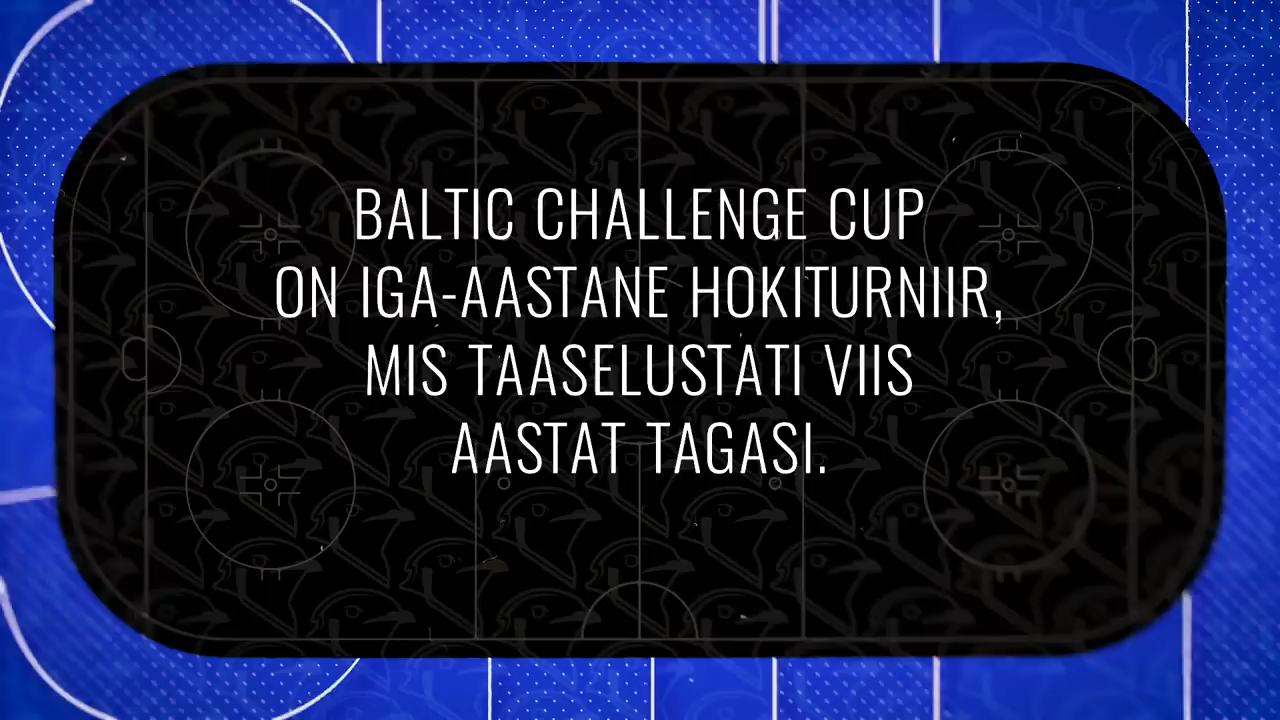 BALTIC CHALLENGE CUP
ON IGA-AASTANE HOKITURNIIR,
MIS TAASELUSTATI VIIS
AASTAT TAGASI.